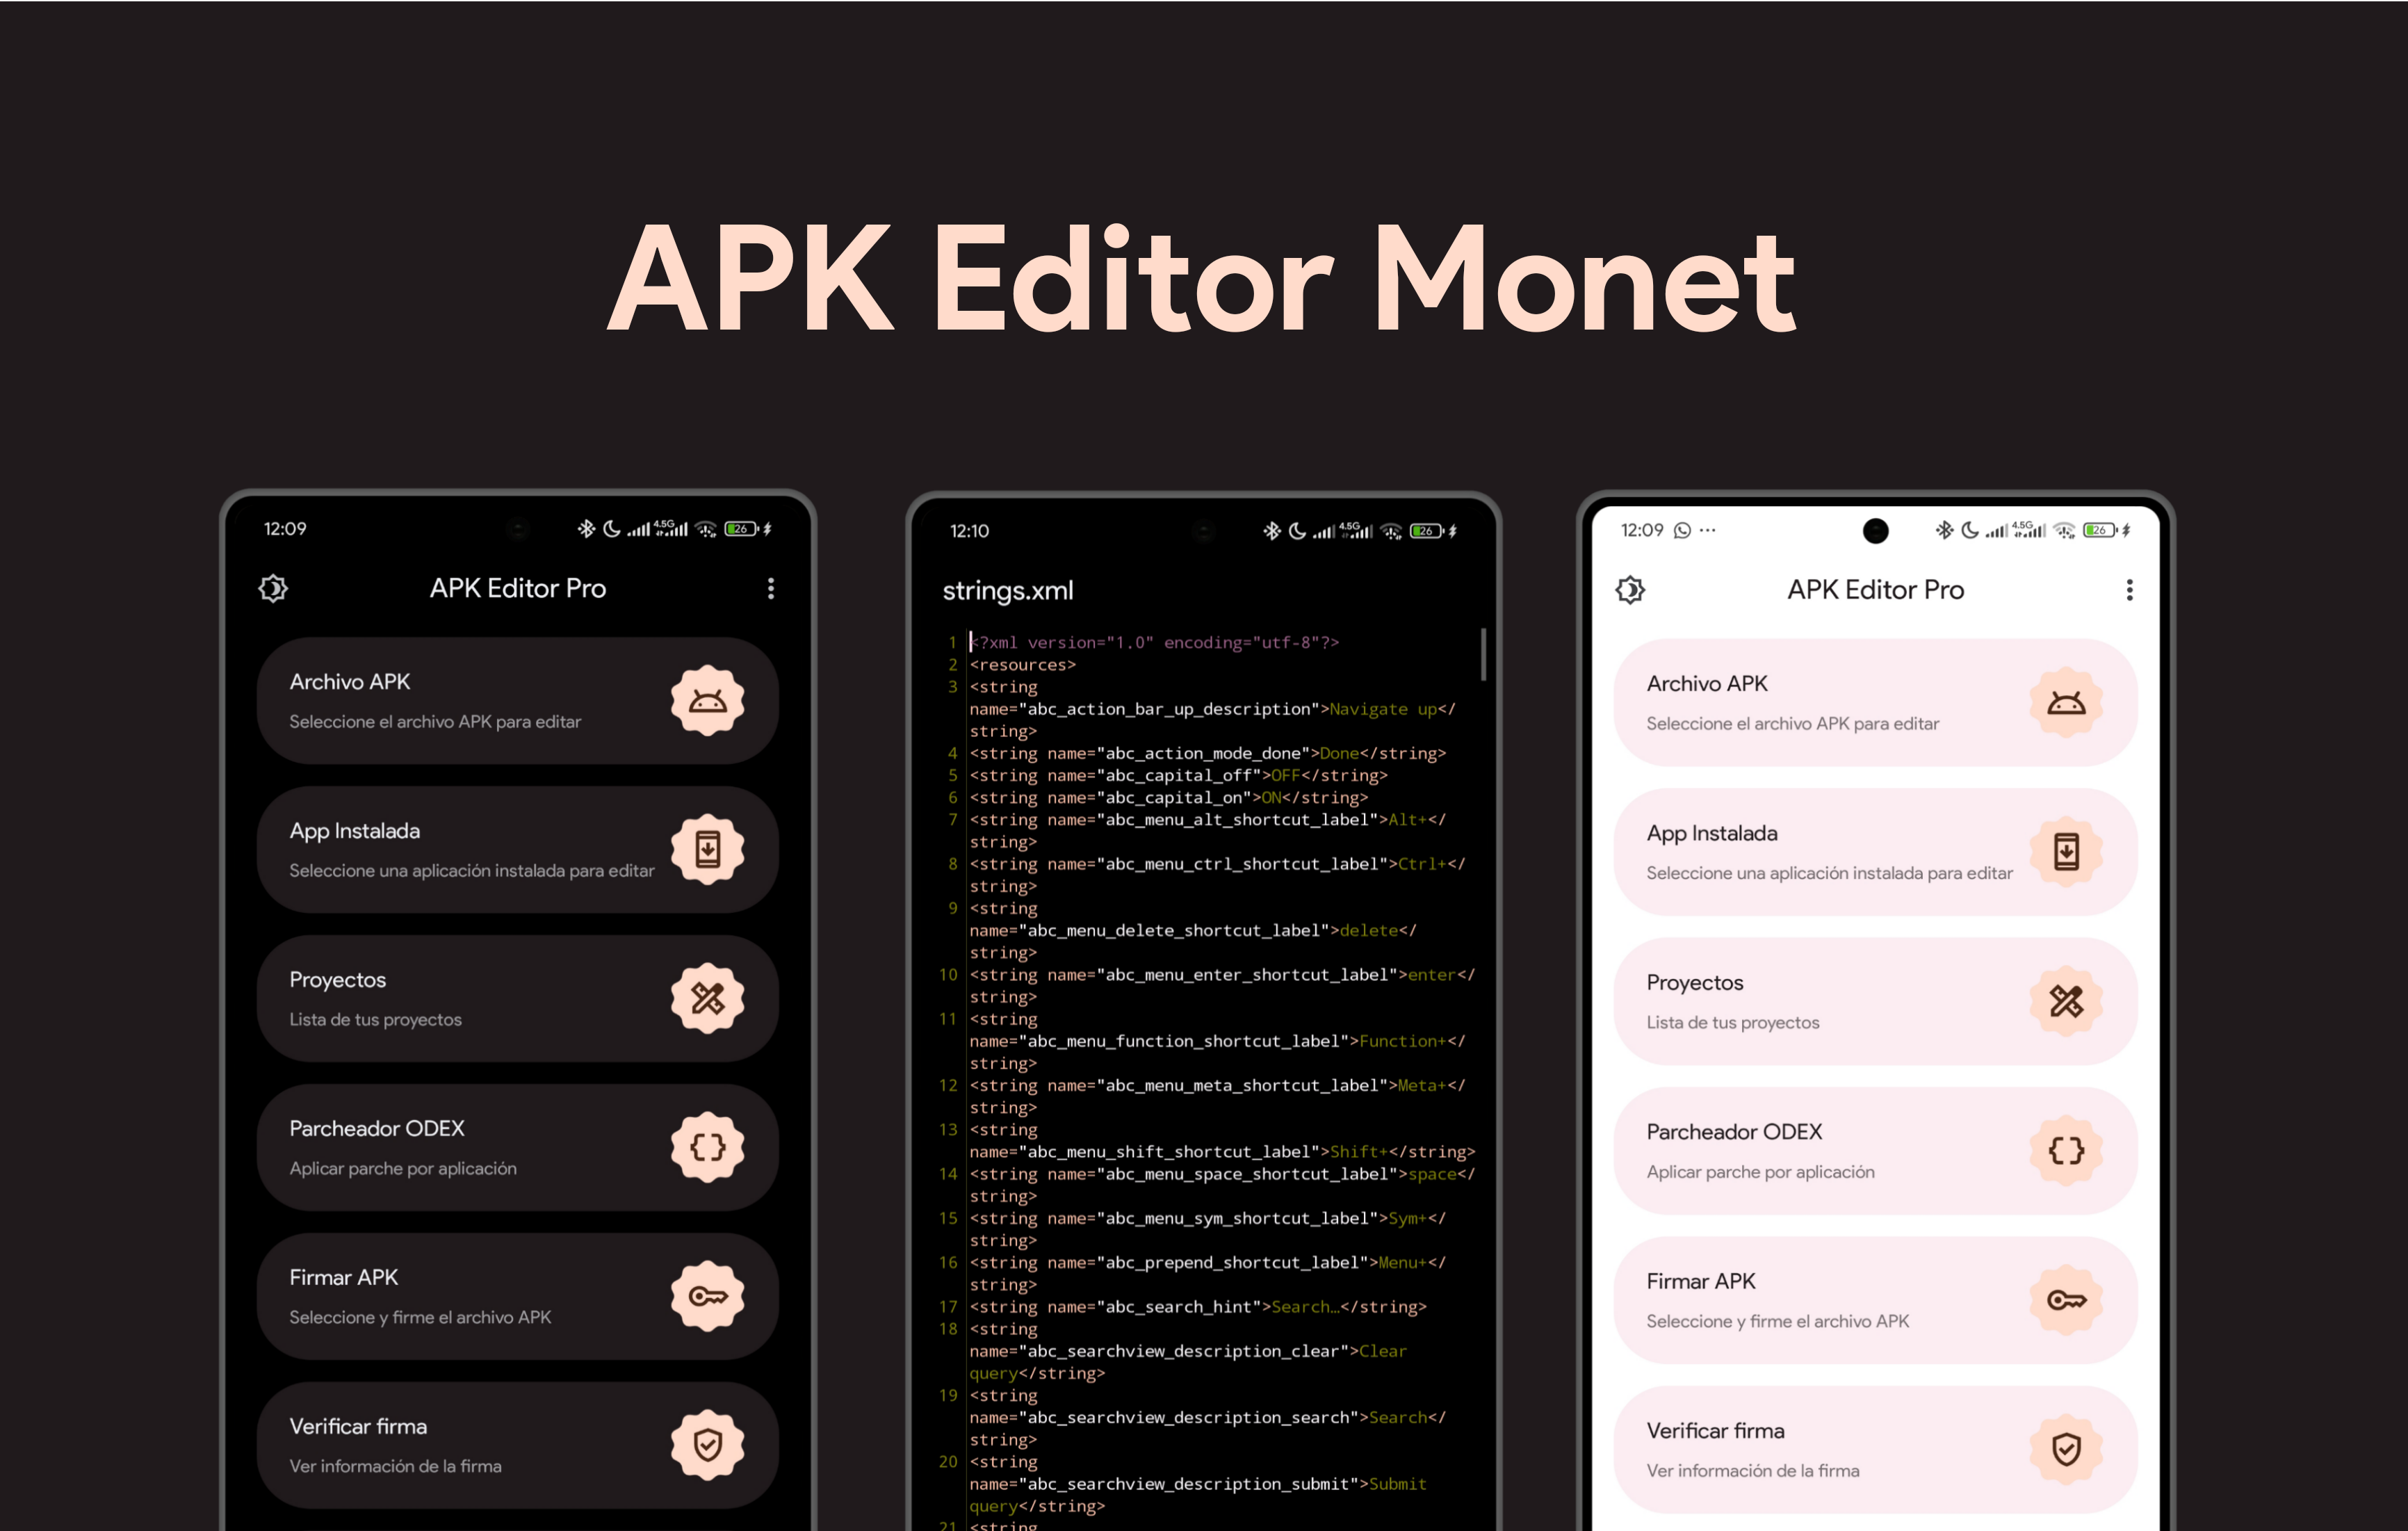 APK Editor Monet
12:09
4.5G
26
APK Editor Pro
Archivo APK
Seleccione el archivo APK para editar
App Instalada
Seleccione una aplicación instalada para editar
Proyectos
Lista de tus proyectos
Parcheador ODEX
Aplicar parche por aplicación
Firmar APK
Seleccione y firme el archivo APK
Verificar firma
Ver información de la firma
12:10
4.5G
26
strings.xml
1 <?xml version="1.0" encoding="utf-8"?>
2 <resources>
3 <string
name="abc_action_bar_up_description">Navigate up</
string>
4 <string name="abc_action_mode_done">Done</string>
5 <string name="abc_capital_off">OFF</string>
6 <string name="abc_capital_on">ON</string>
7 <string name="abc_menu_alt_shortcut_label">Alt+</
string>
8 <string name="abc_menu_ctrl_shortcut_label">Ctrl+</
string>
9 <string
name="abc_menu_delete_shortcut_label">delete</
string>
10 <string name="abc_menu_enter_shortcut_label">enter</
string>
11 <string
name="abc_menu_function_shortcut_label">Function+</
string>
12 <string name="abc_menu_meta_shortcut_label">Meta+</
string>
13 <string
name="abc_menu_shift_shortcut_label">Shift+</string>
14 <string name="abc_menu_space_shortcut_label">space</
string>
15 <string name="abc_menu_sym_shortcut_label">Sym+</
string>
16 <string name="abc_prepend_shortcut_label">Menu+</
string>
17 <string name="abc_search_hint">Search…</string>
18 <string
name="abc_searchview_description_clear">Clear
query</string>
19 <string
name="abc_searchview_description_search">Search</
string>
20 <string
name="abc_searchview_description_submit">Submit
query</string>
21 <string
12:09
4.5G
26
APK Editor Pro
Archivo APK
Seleccione el archivo APK para editar
App Instalada
Seleccione una aplicación instalada para editar
Proyectos
Lista de tus proyectos
Parcheador ODEX
Aplicar parche por aplicación
Firmar APK
Seleccione y firme el archivo APK
Verificar firma
Ver información de la firma